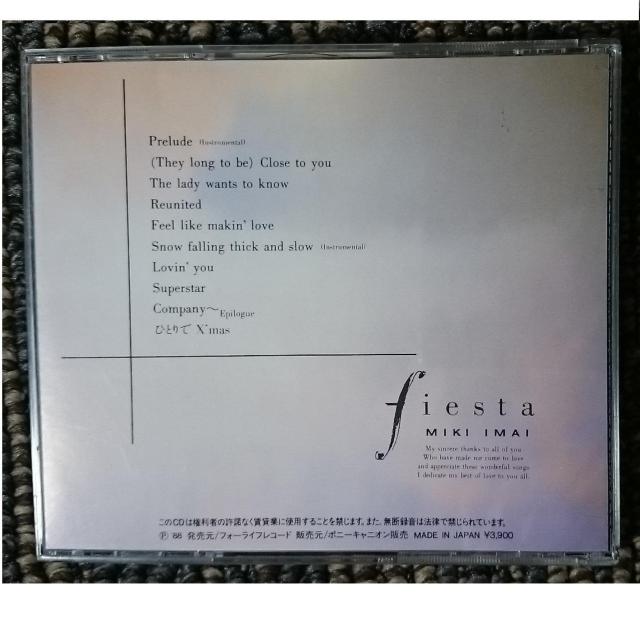 Prelude (Instrumental)
(They long to be) Close to you
The lady wants to know
Reunited
Feel like makin' love
Snow falling thick and slow (Instrumental)
Lovin' you
Superstar
Company～Epilogue
ひとりで X'mas
fiesta
MIKI IMAI
My sincere thanks to all of you
Who have made me come to love
and appreciate these wonderful songs
I dedicate my best of love to you all.
このCDは権利者の許諾なく賃貸業に使用することを禁じます。また、無断録音は法律で禁じられています。
Ⓟ '88 発売元/フォーライフレコード 販売元/ポニーキャニオン販売 MADE IN JAPAN ¥3,900